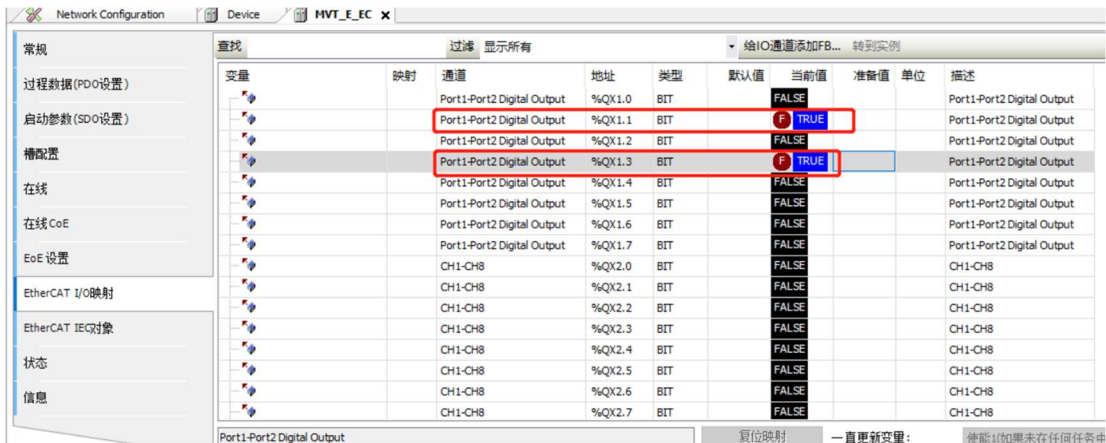 Network Configuration Device MVT_E_EC X
常规
过程数据(PDO设置)
启动参数(SDO设置)
槽配置
在线
在线CoE
EoE设置
EtherCAT I/O映射
EtherCAT IEC对象
状态
信息
查找 过滤 显示所有 给IO通道添加FB... 转到实例
变量 映射 通道 地址 类型 默认值 当前值 准备值 单位 描述
Port1-Port2 Digital Output %QX1.0 BIT FALSE Port1-Port2 Digital Output
Port1-Port2 Digital Output %QX1.1 BIT F TRUE Port1-Port2 Digital Output
Port1-Port2 Digital Output %QX1.2 BIT FALSE Port1-Port2 Digital Output
Port1-Port2 Digital Output %QX1.3 BIT F TRUE Port1-Port2 Digital Output
Port1-Port2 Digital Output %QX1.4 BIT FALSE Port1-Port2 Digital Output
Port1-Port2 Digital Output %QX1.5 BIT FALSE Port1-Port2 Digital Output
Port1-Port2 Digital Output %QX1.6 BIT FALSE Port1-Port2 Digital Output
Port1-Port2 Digital Output %QX1.7 BIT FALSE Port1-Port2 Digital Output
CH1-CH8 %QX2.0 BIT FALSE CH1-CH8
CH1-CH8 %QX2.1 BIT FALSE CH1-CH8
CH1-CH8 %QX2.2 BIT FALSE CH1-CH8
CH1-CH8 %QX2.3 BIT FALSE CH1-CH8
CH1-CH8 %QX2.4 BIT FALSE CH1-CH8
CH1-CH8 %QX2.5 BIT FALSE CH1-CH8
CH1-CH8 %QX2.6 BIT FALSE CH1-CH8
CH1-CH8 %QX2.7 BIT FALSE CH1-CH8
Port1-Port2 Digital Output 复位映射 一直更新变量: 使能1(如果未在任何任务中